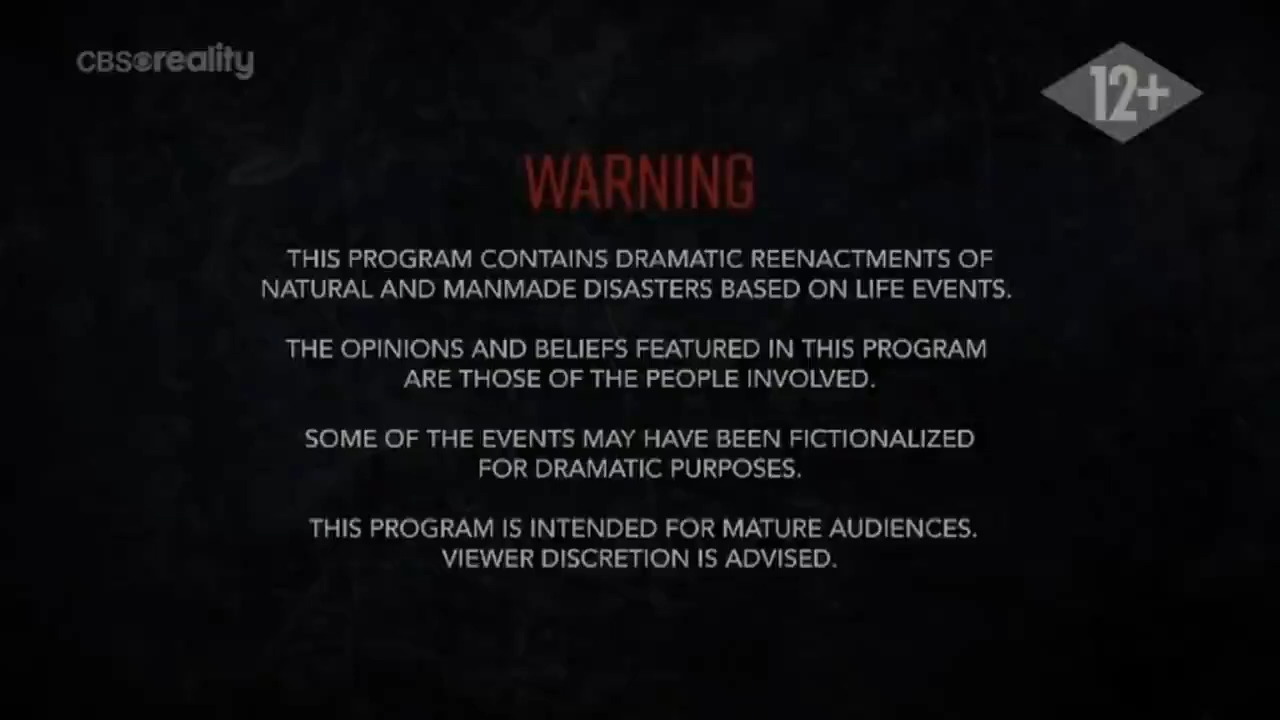 CBS reality
12+
WARNING
THIS PROGRAM CONTAINS DRAMATIC REENACTMENTS OF
NATURAL AND MANMADE DISASTERS BASED ON LIFE EVENTS.
THE OPINIONS AND BELIEFS FEATURED IN THIS PROGRAM
ARE THOSE OF THE PEOPLE INVOLVED.
SOME OF THE EVENTS MAY HAVE BEEN FICTIONALIZED
FOR DRAMATIC PURPOSES.
THIS PROGRAM IS INTENDED FOR MATURE AUDIENCES.
VIEWER DISCRETION IS ADVISED.